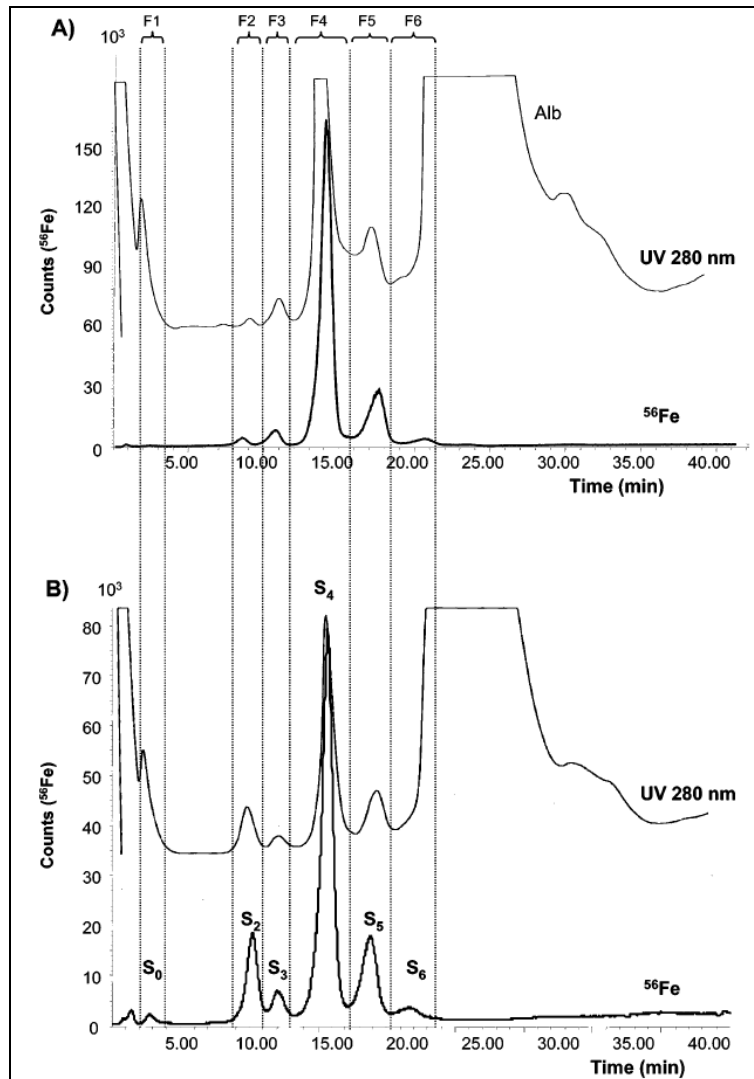 F1 F2 F3 F4 F5 F6
A) 10³
150
Alb
120
90
UV 280 nm
60
30
⁵⁶Fe
0
Counts (⁵⁶Fe)
5.00 10.00 15.00 20.00 25.00 30.00 35.00 40.00
Time (min)
B) 10³
S₄
80
70
60
50
UV 280 nm
40
30
20
S₂ S₅
10
S₀ S₃ S₆
⁵⁶Fe
0
Counts (⁵⁶Fe)
5.00 10.00 15.00 20.00 25.00 30.00 35.00 40.00
Time (min)